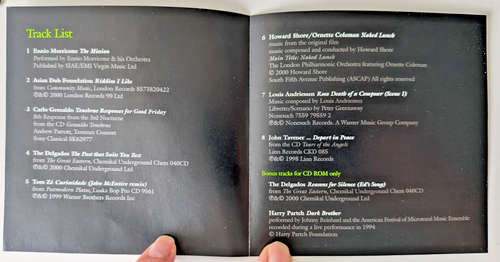 Track List
1 Ennio Morricone The Mission
Performed by Ennio Morricone & his Orchestra
Published by SIAE/EMI Virgin Music Ltd
2 Asian Dub Foundation Riddim I Like
from Community Music, London Records 8573820422
℗&© 2000 London Records 90 Ltd
3 Carlo Gesualdo Tenebrae Responses for Good Friday
8th Response from the 3rd Nocturne
from the CD Gesualdo Tenebrae
Andrew Parrott, Taverner Consort
Sony Classical SK62977
4 The Delgados The Past that Suits You Best
from The Great Eastern, Chemikal Underground Chem 040CD
℗&© 2000 Chemikal Underground Ltd
5 Tom Zé Curiosidade (John McEntire remix)
from Postmodern Platos, Luaka Bop Pro CD 9561
℗&© 1999 Warner Brothers Records Inc
6 Howard Shore/Ornette Coleman Naked Lunch
music from the original film
music composed and conducted by Howard Shore
Main Title: Naked Lunch
The London Philharmonic Orchestra featuring Ornette Coleman
© 2000 Howard Shore
South Fifth Avenue Publishing (ASCAP) All rights reserved
7 Louis Andriessen Rosa Death of a Composer (Scene 1)
Music composed by Louis Andriessen
Libretto/Scenario by Peter Greenaway
Nonesuch 7559 79559 2
℗&© Nonesuch Records. A Warner Music Group Company
8 John Tavener ... Depart in Peace
from the CD Tears of the Angels
Linn Records CKD 085
℗&© 1998 Linn Records
Bonus tracks for CD ROM only
The Delgados Reasons for Silence (Ed's Song)
from The Great Eastern, Chemikal Underground Chem 040CD
℗&© 2000 Chemikal Underground Ltd
Harry Partch Dark Brother
performed by Johnny Reinhard and the American Festival of Microtonal Music Ensemble
recorded during a live performance in 1994
© Harry Partch Foundation